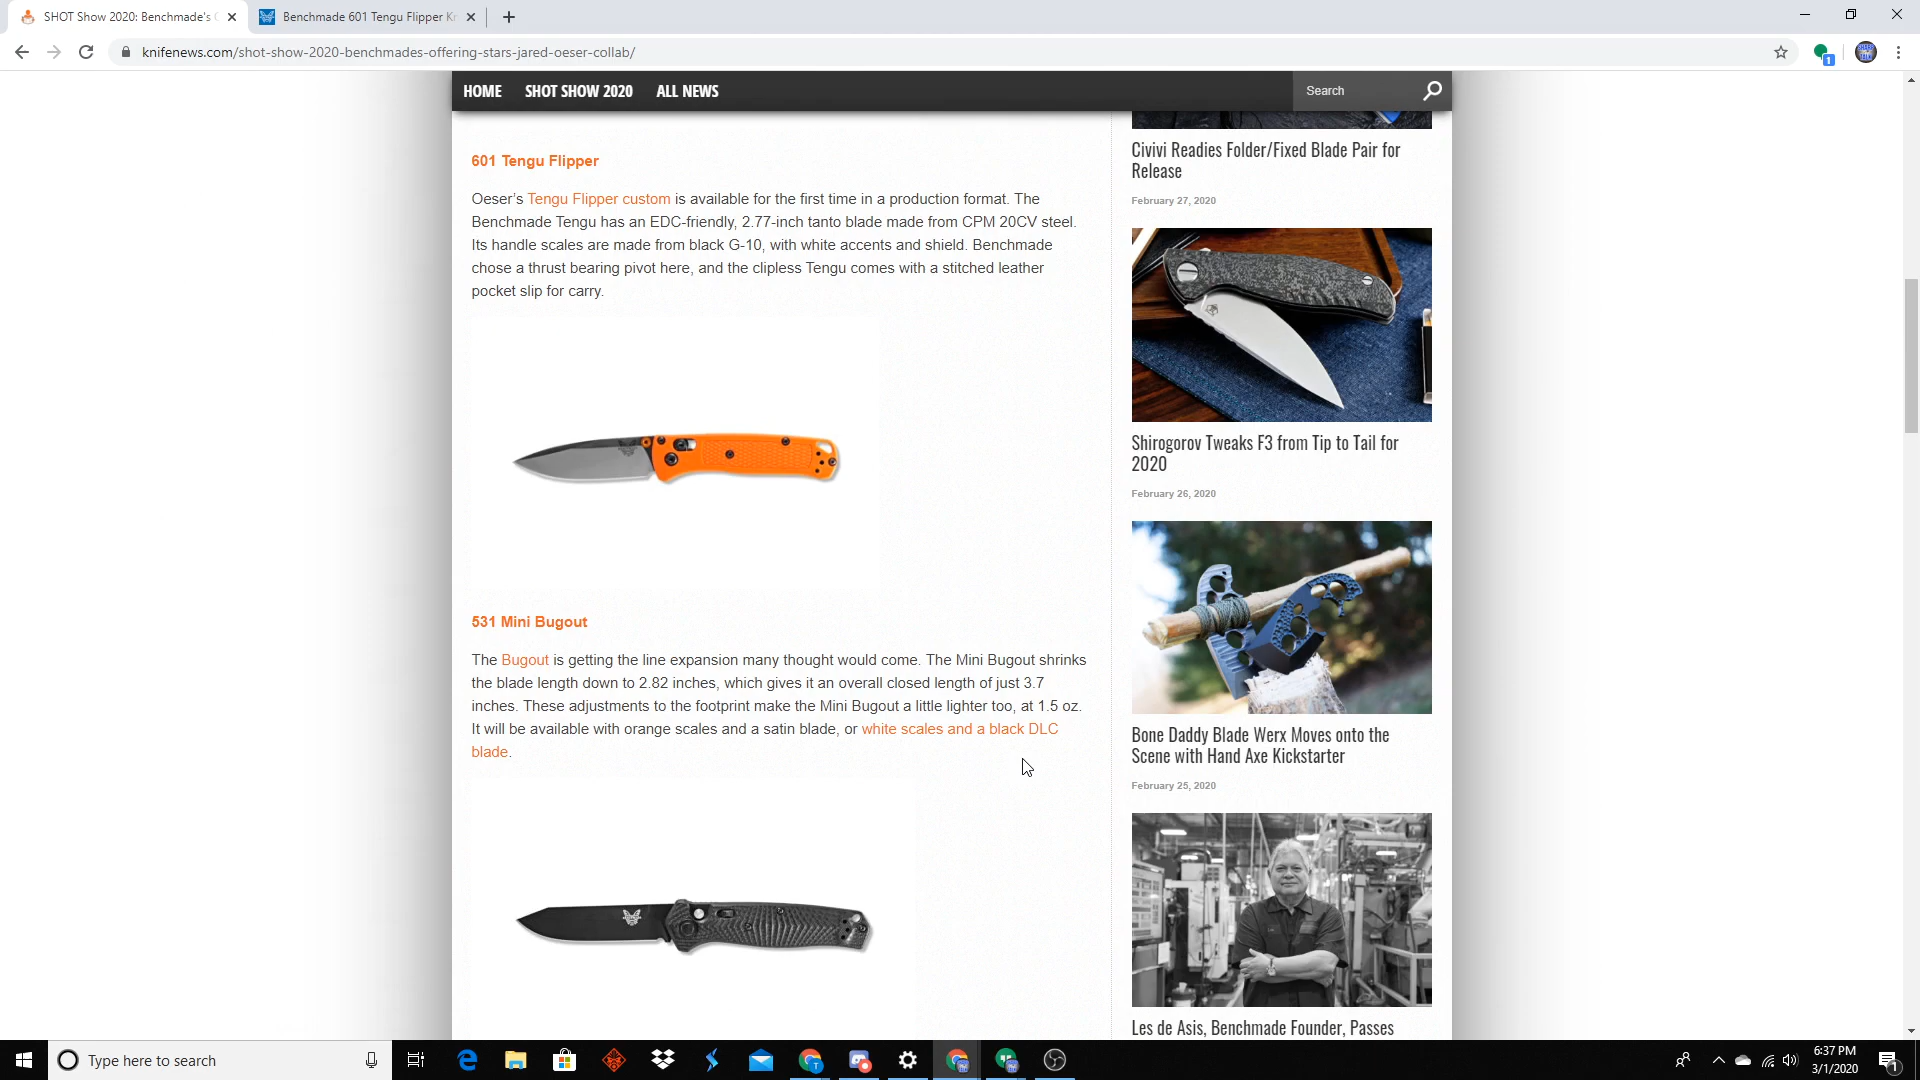 SHOT Show 2020: Benchmade's
Benchmade 601 Tengu Flipper Kn
knifenews.com/shot-show-2020-benchmades-offering-stars-jared-oeser-collab/
1
HOME SHOT SHOW 2020 ALL NEWS
Search
601 Tengu Flipper
Oeser's Tengu Flipper custom is available for the first time in a production format. The
Benchmade Tengu has an EDC-friendly, 2.77-inch tanto blade made from CPM 20CV steel.
Its handle scales are made from black G-10, with white accents and shield. Benchmade
chose a thrust bearing pivot here, and the clipless Tengu comes with a stitched leather
pocket slip for carry.
531 Mini Bugout
The Bugout is getting the line expansion many thought would come. The Mini Bugout shrinks
the blade length down to 2.82 inches, which gives it an overall closed length of just 3.7
inches. These adjustments to the footprint make the Mini Bugout a little lighter too, at 1.5 oz.
It will be available with orange scales and a satin blade, or white scales and a black DLC
blade.
Civivi Readies Folder/Fixed Blade Pair for
Release
February 27, 2020
Shirogorov Tweaks F3 from Tip to Tail for
2020
February 26, 2020
Bone Daddy Blade Werx Moves onto the
Scene with Hand Axe Kickstarter
February 25, 2020
Les de Asis, Benchmade Founder, Passes
Type here to search
6:37 PM
3/1/2020
1